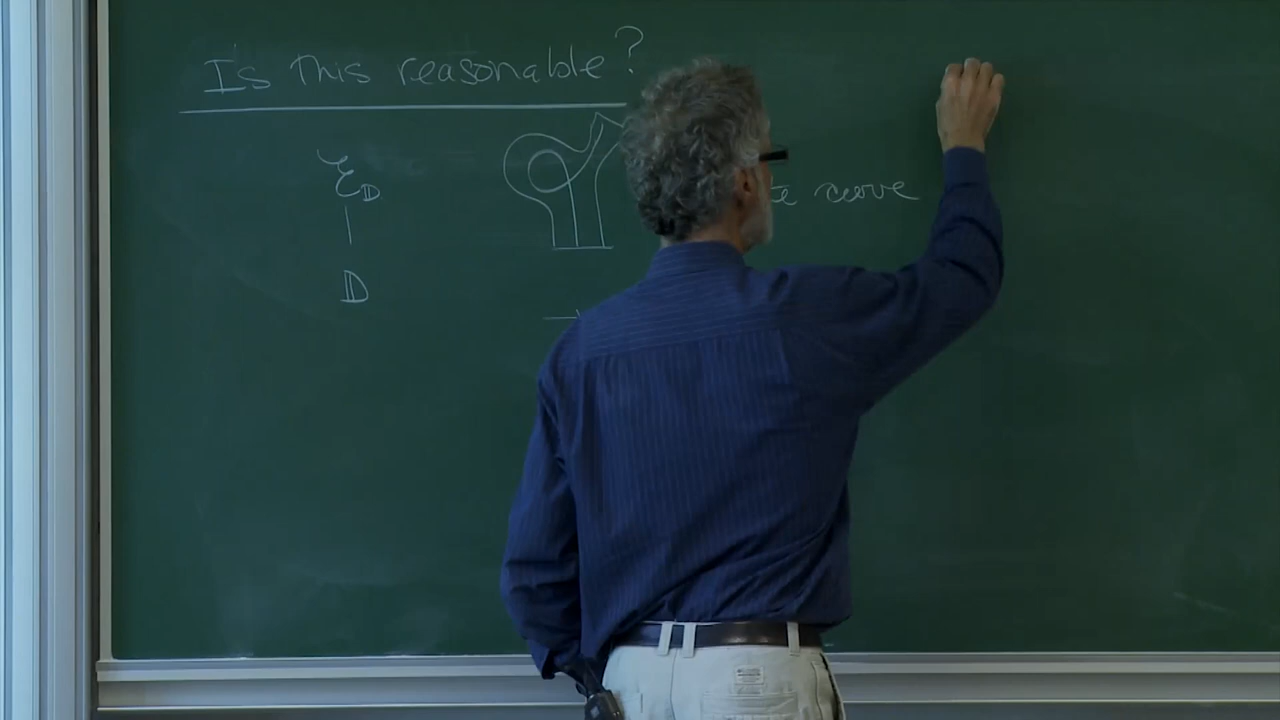 Is this reasonable?
ℰ_𝔻
curve
𝔻